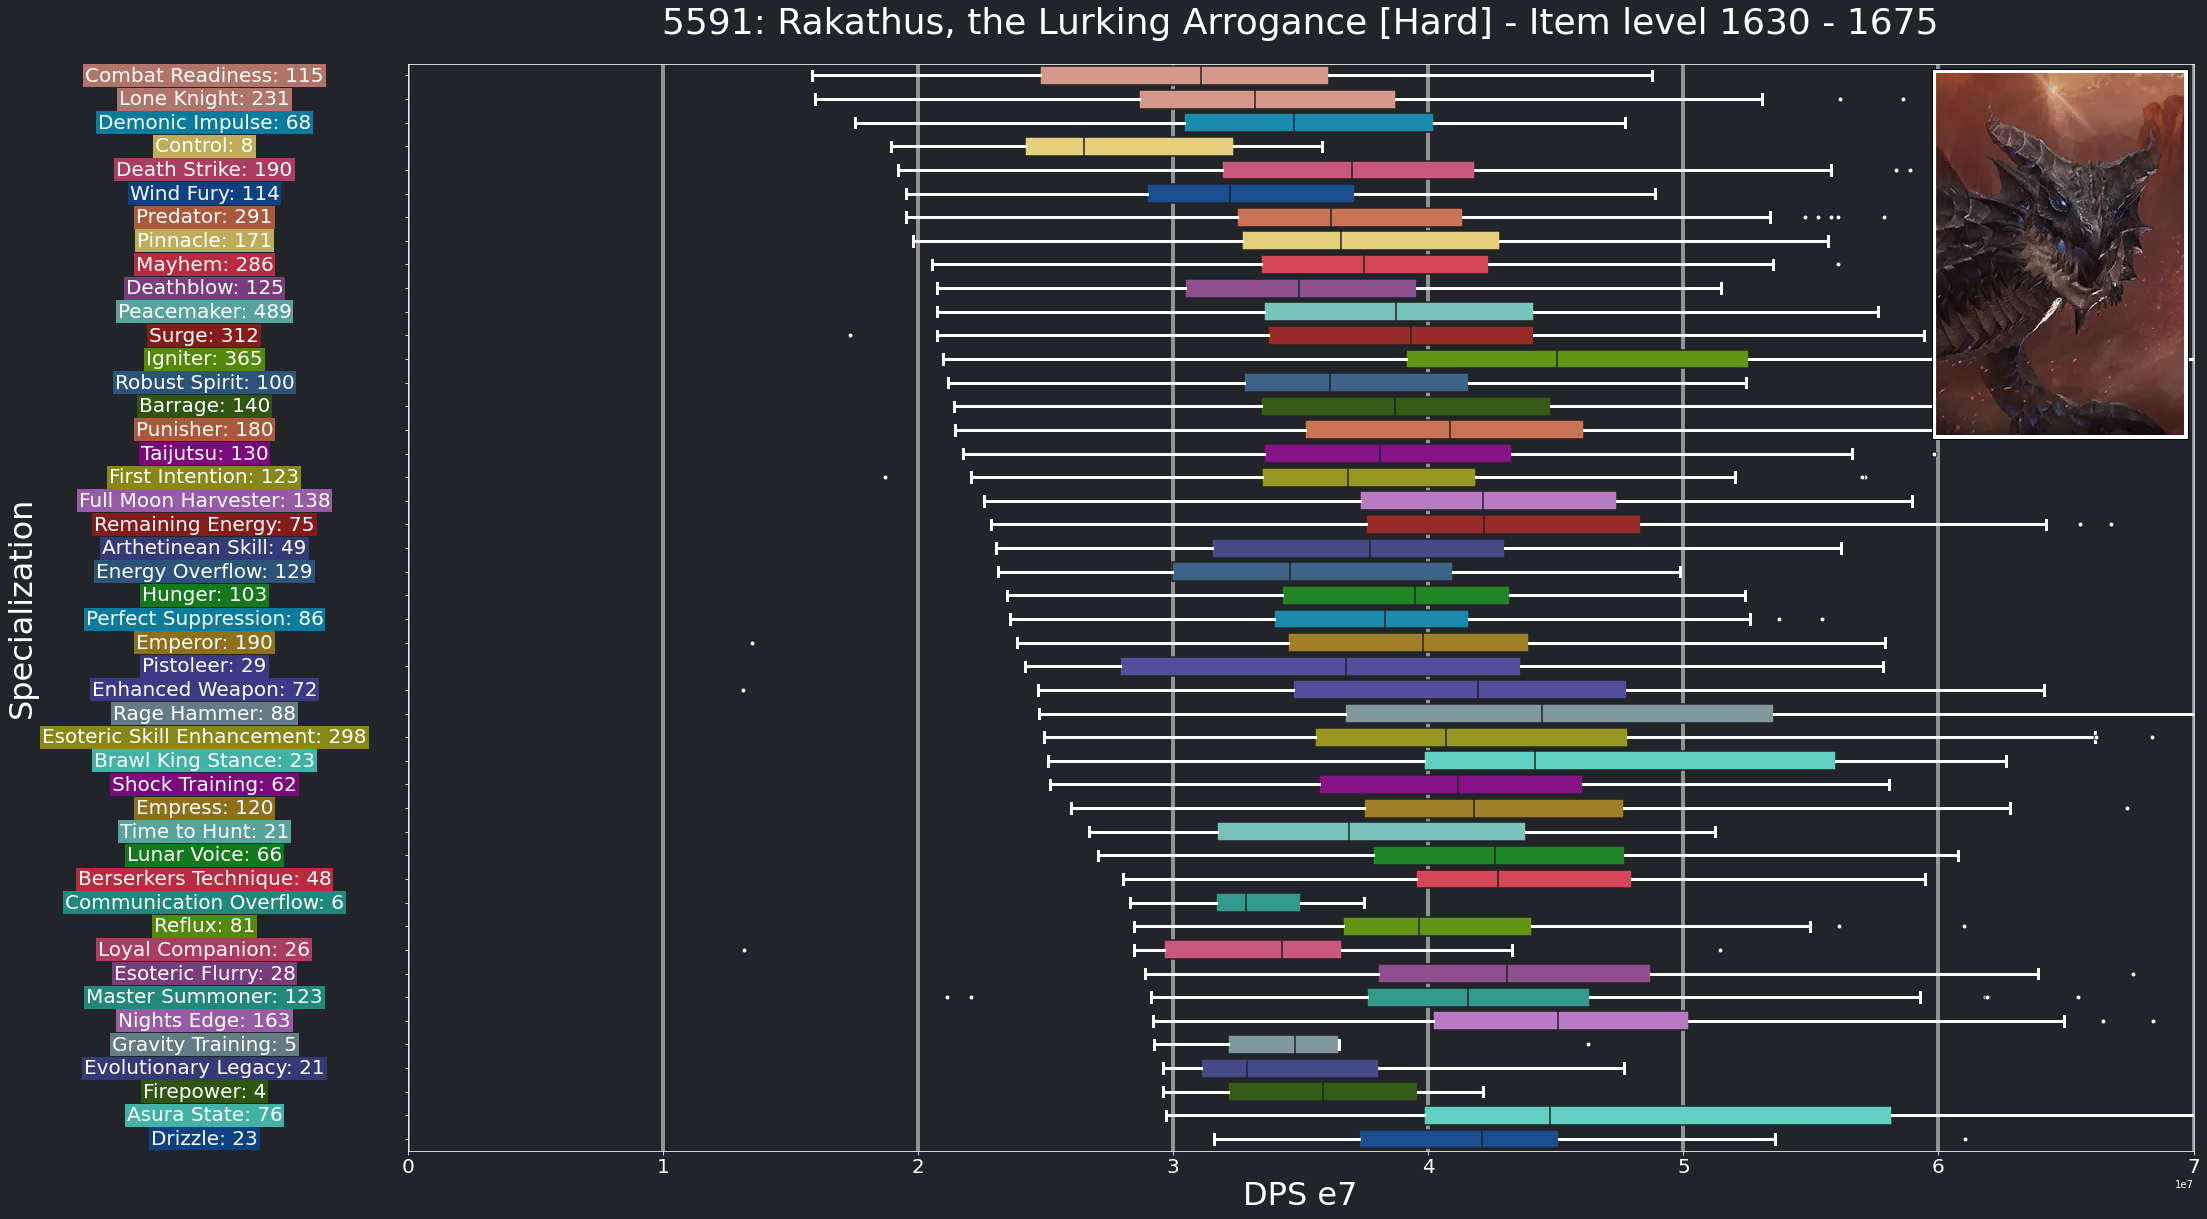 5591: Rakathus, the Lurking Arrogance [Hard] - Item level 1630 - 1675
Specialization
Combat Readiness: 115
Lone Knight: 231
Demonic Impulse: 68
Control: 8
Death Strike: 190
Wind Fury: 114
Predator: 291
Pinnacle: 171
Mayhem: 286
Deathblow: 125
Peacemaker: 489
Surge: 312
Igniter: 365
Robust Spirit: 100
Barrage: 140
Punisher: 180
Taijutsu: 130
First Intention: 123
Full Moon Harvester: 138
Remaining Energy: 75
Arthetinean Skill: 49
Energy Overflow: 129
Hunger: 103
Perfect Suppression: 86
Emperor: 190
Pistoleer: 29
Enhanced Weapon: 72
Rage Hammer: 88
Esoteric Skill Enhancement: 298
Brawl King Stance: 23
Shock Training: 62
Empress: 120
Time to Hunt: 21
Lunar Voice: 66
Berserkers Technique: 48
Communication Overflow: 6
Reflux: 81
Loyal Companion: 26
Esoteric Flurry: 28
Master Summoner: 123
Nights Edge: 163
Gravity Training: 5
Evolutionary Legacy: 21
Firepower: 4
Asura State: 76
Drizzle: 23
0 1 2 3 4 5 6 7
1e7
DPS e7